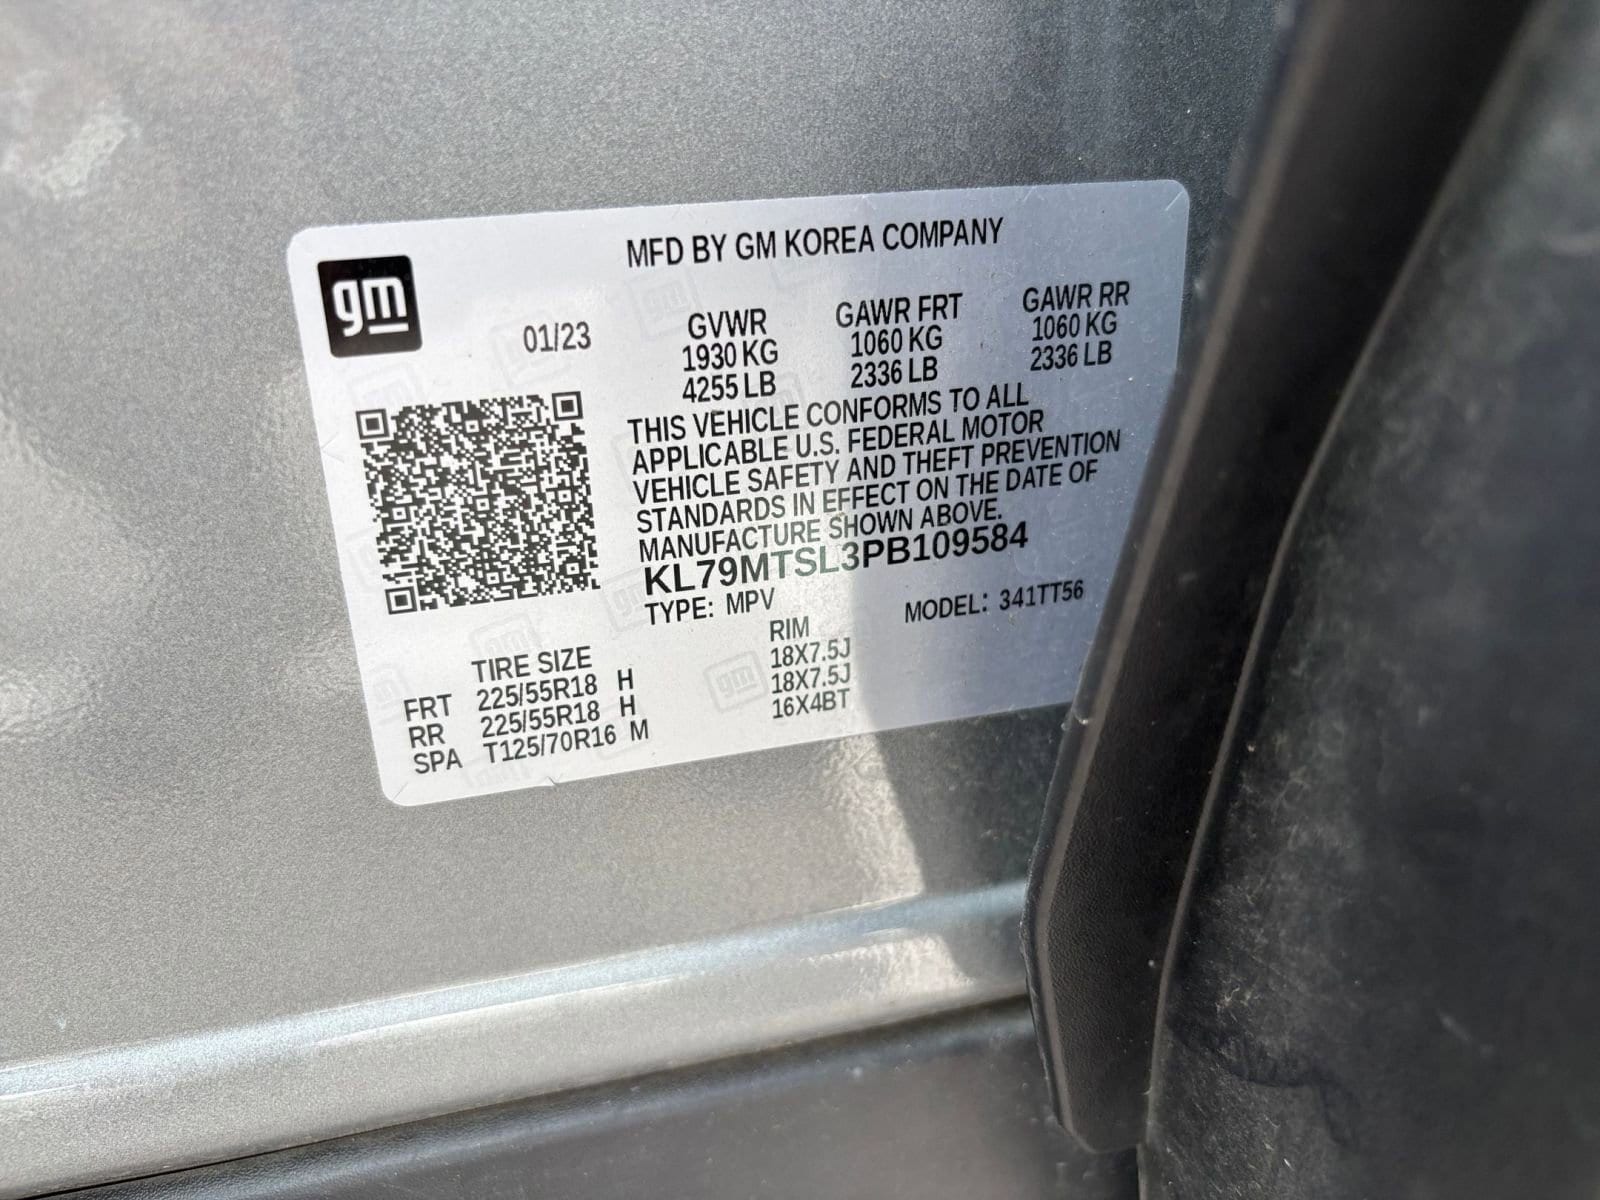 MFD BY GM KOREA COMPANY
gm
01/23
GVWR GAWR FRT GAWR RR
1930 KG 1060 KG 1060 KG
4255 LB 2336 LB 2336 LB
THIS VEHICLE CONFORMS TO ALL
APPLICABLE U.S. FEDERAL MOTOR
VEHICLE SAFETY AND THEFT PREVENTION
STANDARDS IN EFFECT ON THE DATE OF
MANUFACTURE SHOWN ABOVE.
KL79MTSL3PB109584
TYPE: MPV MODEL: 341TT56
TIRE SIZE RIM
FRT 225/55R18 H 18X7.5J
RR 225/55R18 H 18X7.5J
SPA T125/70R16 M 16X4BT